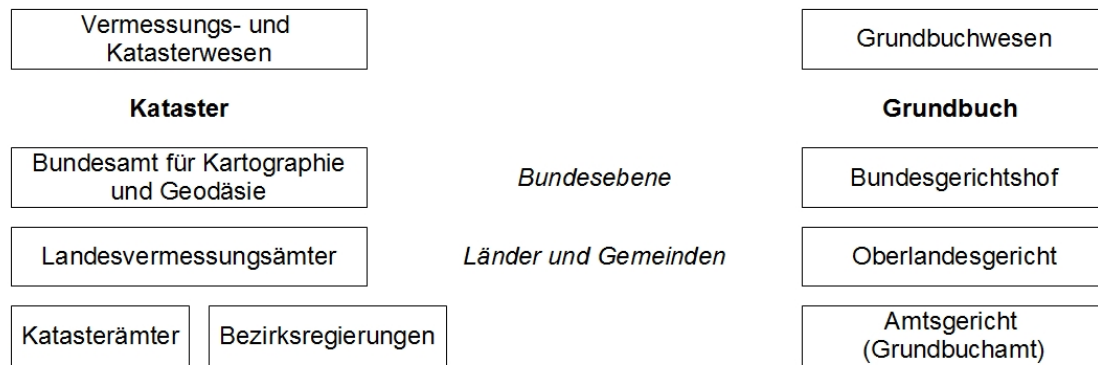 Vermessungs- und
Katasterwesen
Grundbuchwesen
Kataster
Grundbuch
Bundesamt für Kartographie
und Geodäsie
Bundesebene
Bundesgerichtshof
Landesvermessungsämter
Länder und Gemeinden
Oberlandesgericht
Katasterämter
Bezirksregierungen
Amtsgericht
(Grundbuchamt)